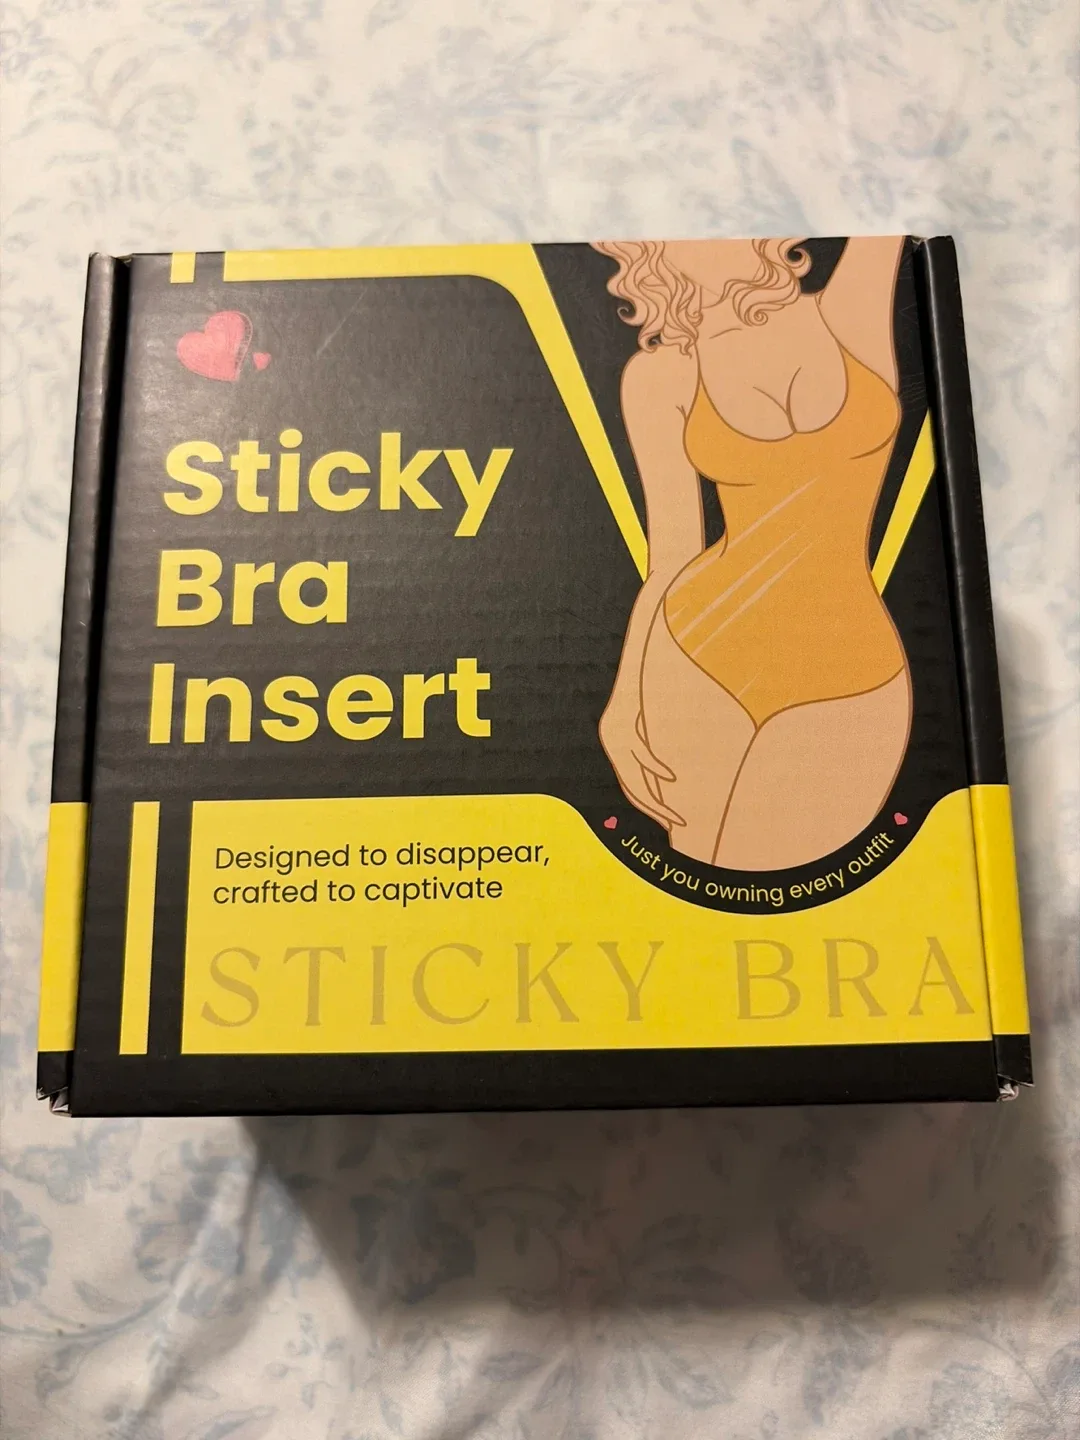 Sticky
Bra
Insert
Designed to disappear,
crafted to captivate
Just you owning every outfit
STICKY BRA